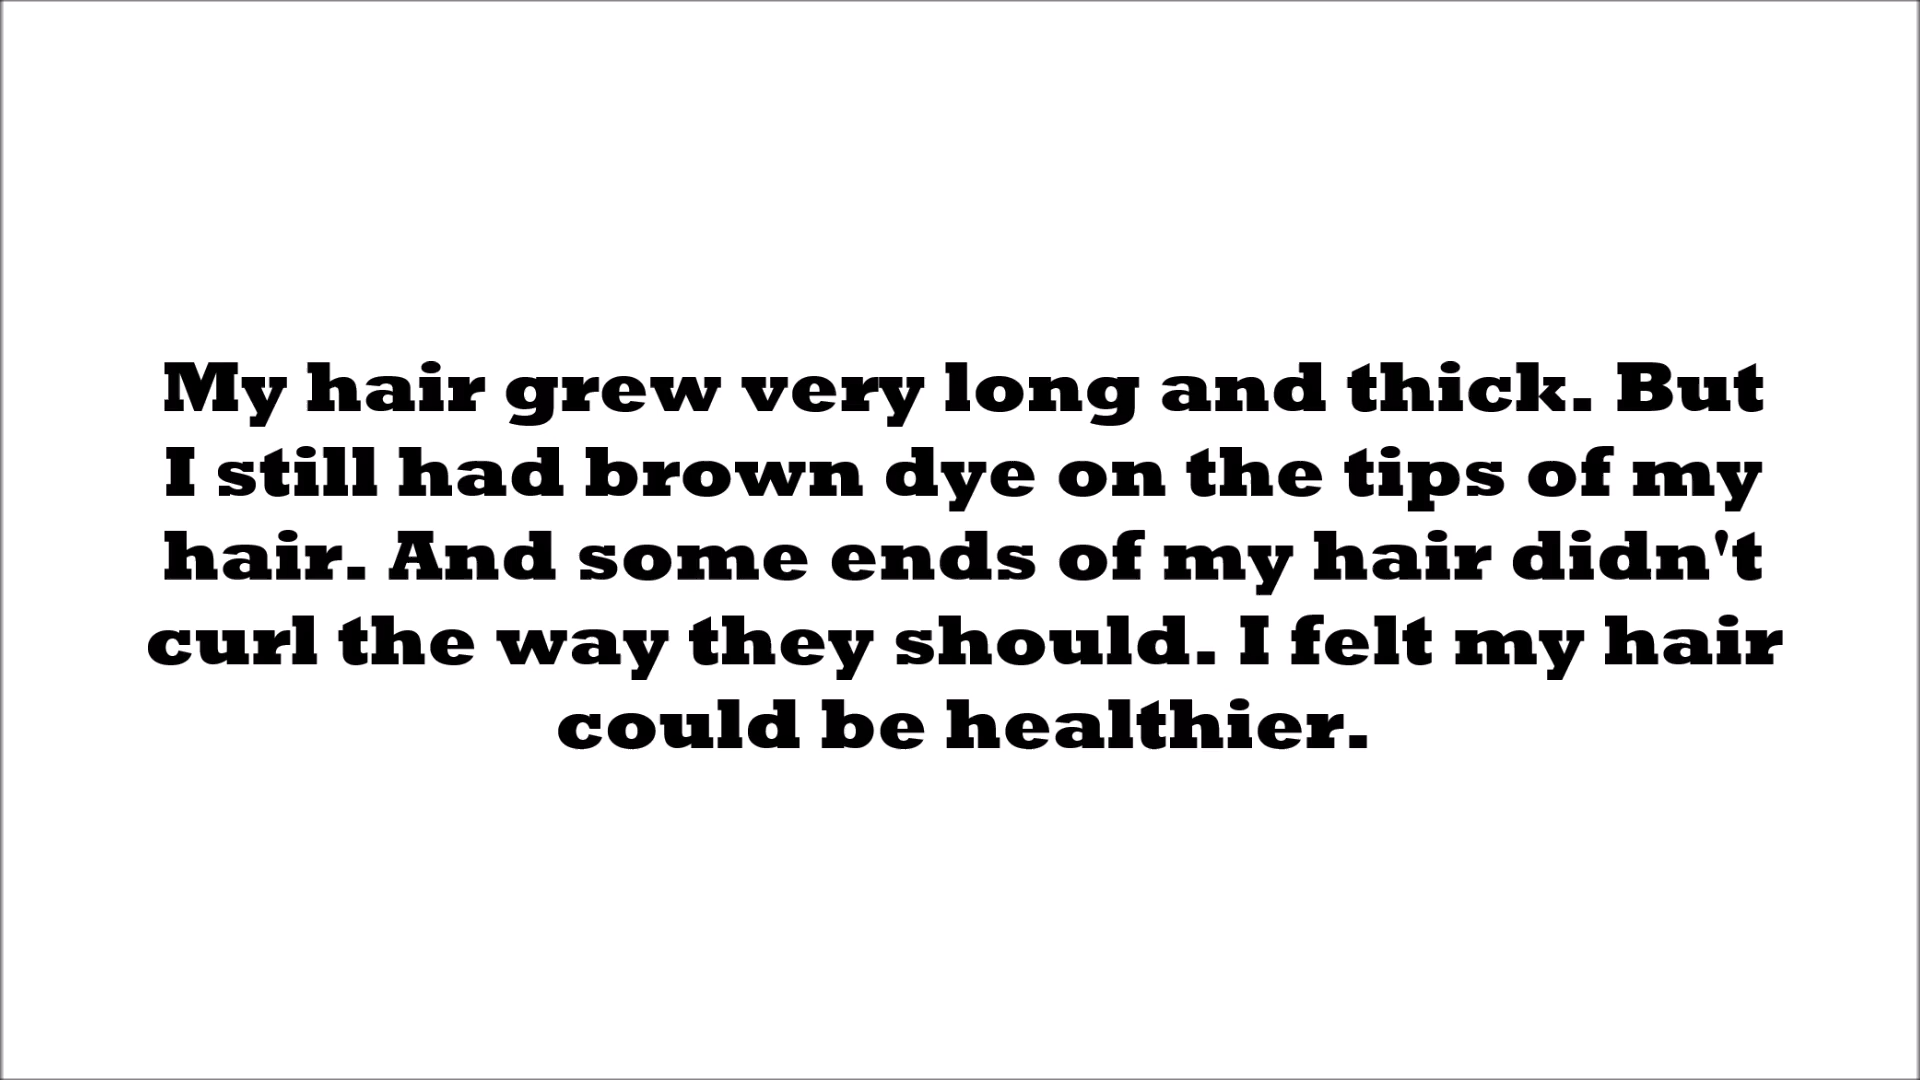 My hair grew very long and thick. But
I still had brown dye on the tips of my
hair. And some ends of my hair didn't
curl the way they should. I felt my hair
could be healthier.